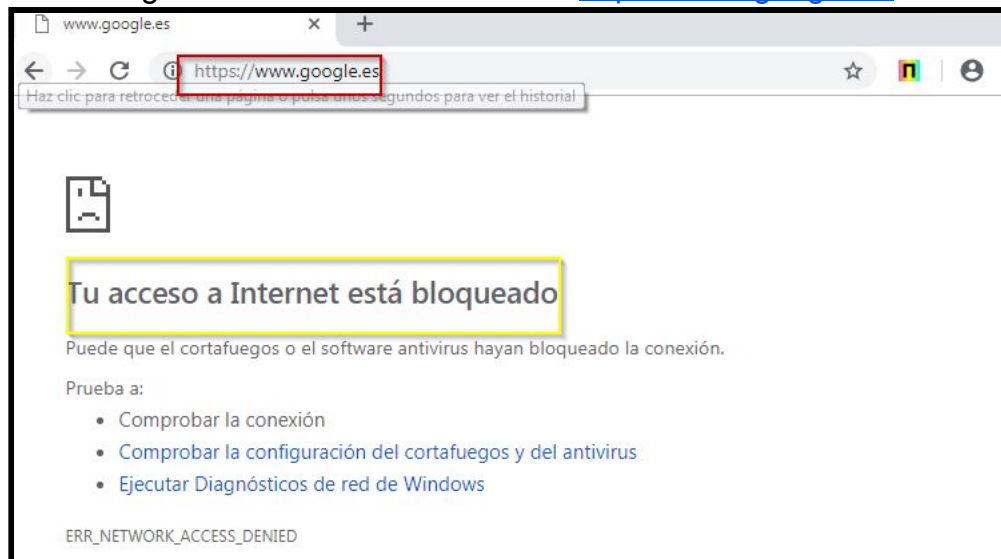 www.google.es
https://www.google.es
Haz clic para retroceder una página o pulsa unos segundos para ver el historial
Tu acceso a Internet está bloqueado
Puede que el cortafuegos o el software antivirus hayan bloqueado la conexión.
Prueba a:
• Comprobar la conexión
• Comprobar la configuración del cortafuegos y del antivirus
• Ejecutar Diagnósticos de red de Windows
ERR_NETWORK_ACCESS_DENIED